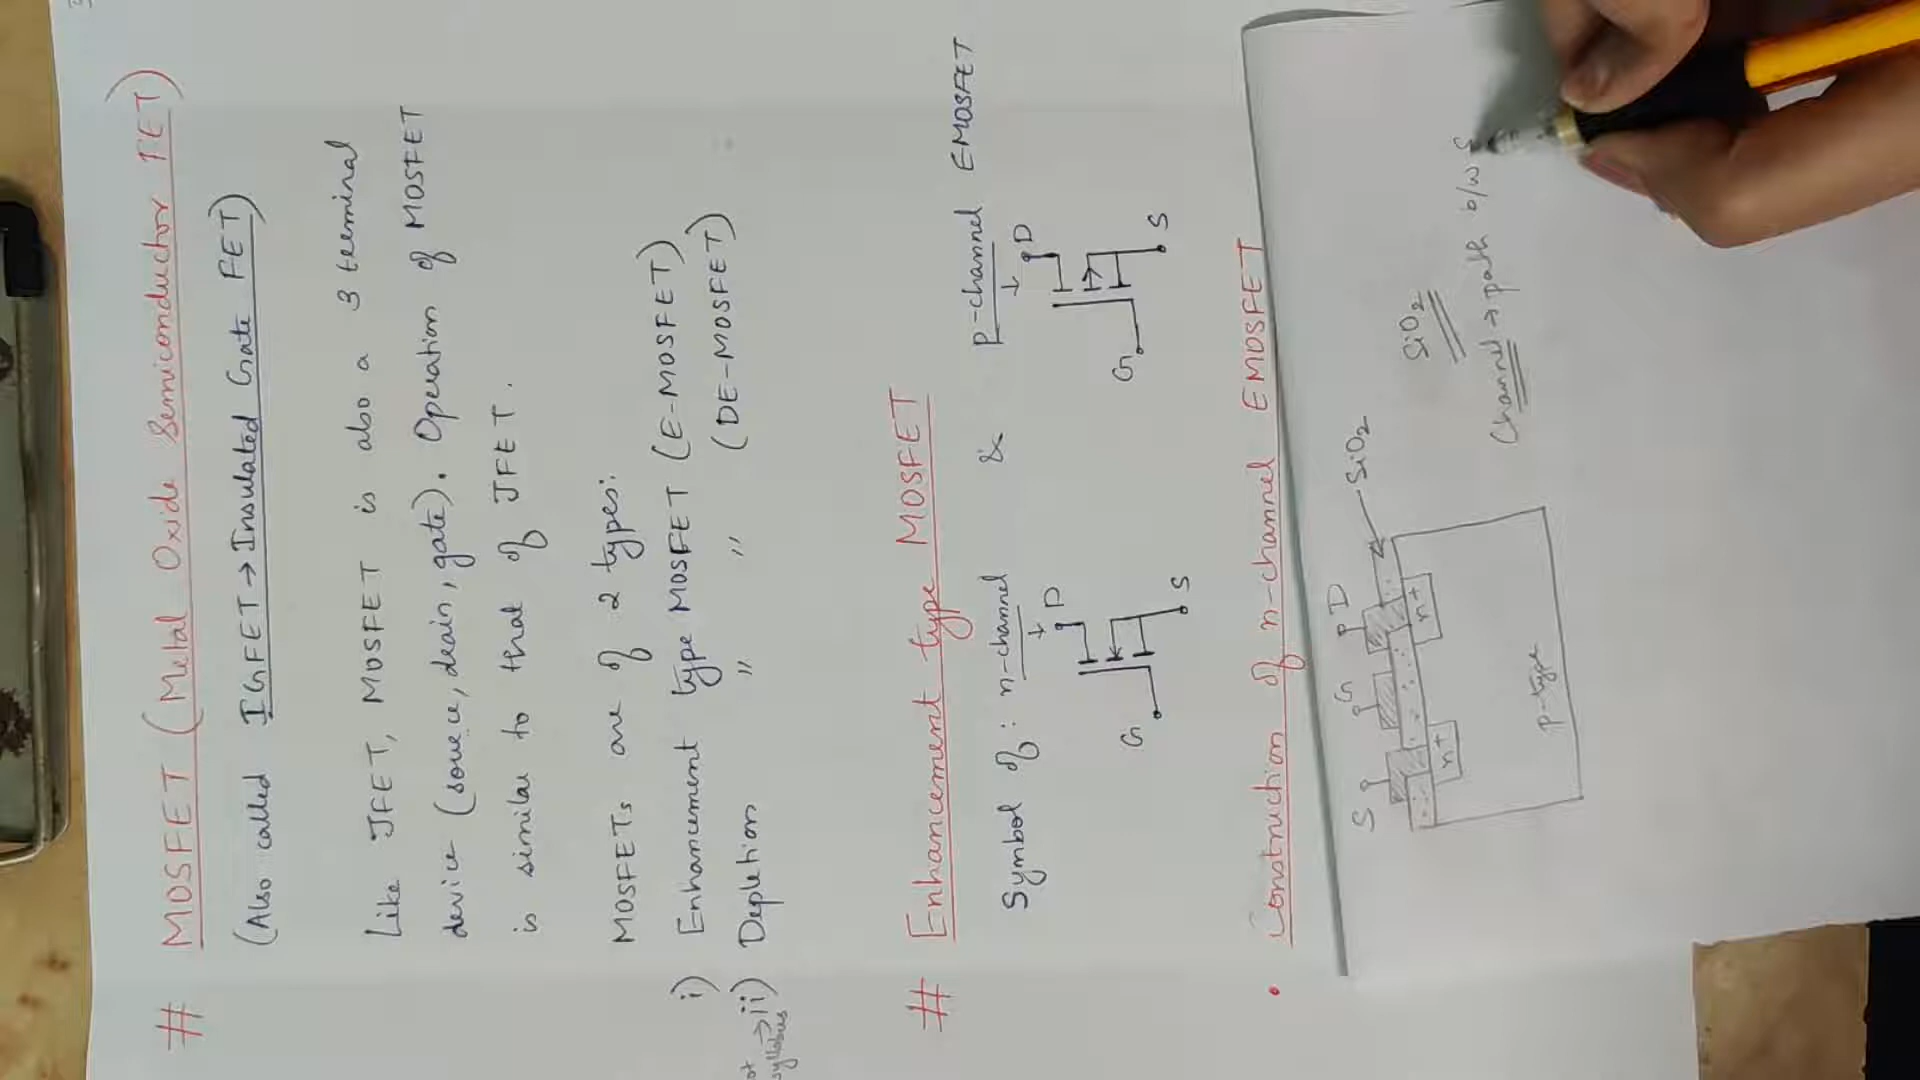 # MOSFET (Metal Oxide Semiconductor FET)
(Also called IGFET → Insulated Gate FET)
Like JFET, MOSFET is also a 3 terminal
device (source, drain, gate). Operation of MOSFET
is similar to that of JFET.
MOSFETs are of 2 types:
i) Enhancement type MOSFET (E-MOSFET)
ii) Depletion " " (DE-MOSFET)
syllabus →
# Enhancement type MOSFET
Symbol of : n-channel & p-channel EMOSFET
D
G
S
D
G
S
• Construction of n-channel EMOSFET
S G D
SiO2
n+ n+
p-type
SiO2
Channel → path b/w S